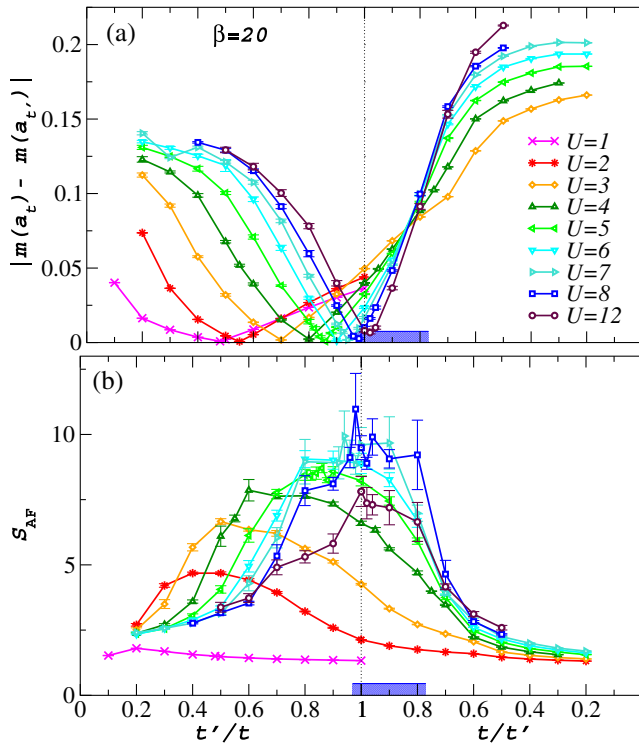 (a)
β=20
0.2
0.15
0.1
0.05
0
|m(a_t) - m(a_t')|
U=1
U=2
U=3
U=4
U=5
U=6
U=7
U=8
U=12
(b)
10
5
0
S_AF
0 0.2 0.4 0.6 0.8 1 0.8 0.6 0.4 0.2
t'/t t/t'